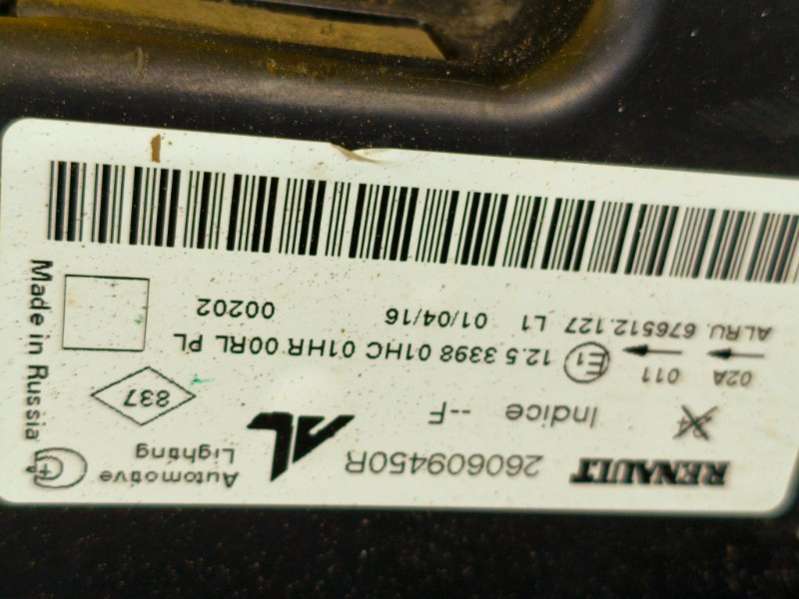 RENAULT 260609450R AL Automotive Lighting
Indice --F 837
02A 011 E1 12.5 3398 01HC 01HR 00RL PL
ALRU. 676512.127 L1 01/04/16 00202
Made in Russia